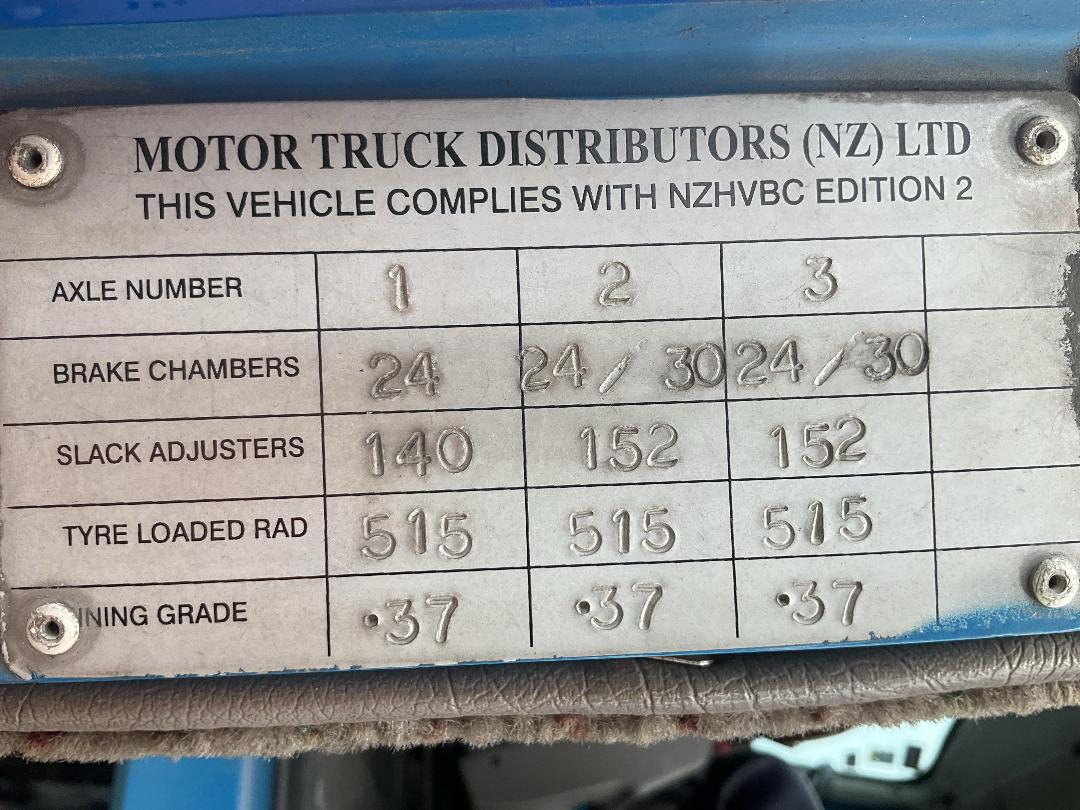 MOTOR TRUCK DISTRIBUTORS (NZ) LTD
THIS VEHICLE COMPLIES WITH NZHVBC EDITION 2
AXLE NUMBER 1 2 3
BRAKE CHAMBERS 24 24/30 24/30
SLACK ADJUSTERS 140 152 152
TYRE LOADED RAD 515 515 515
INING GRADE .37 .37 .37